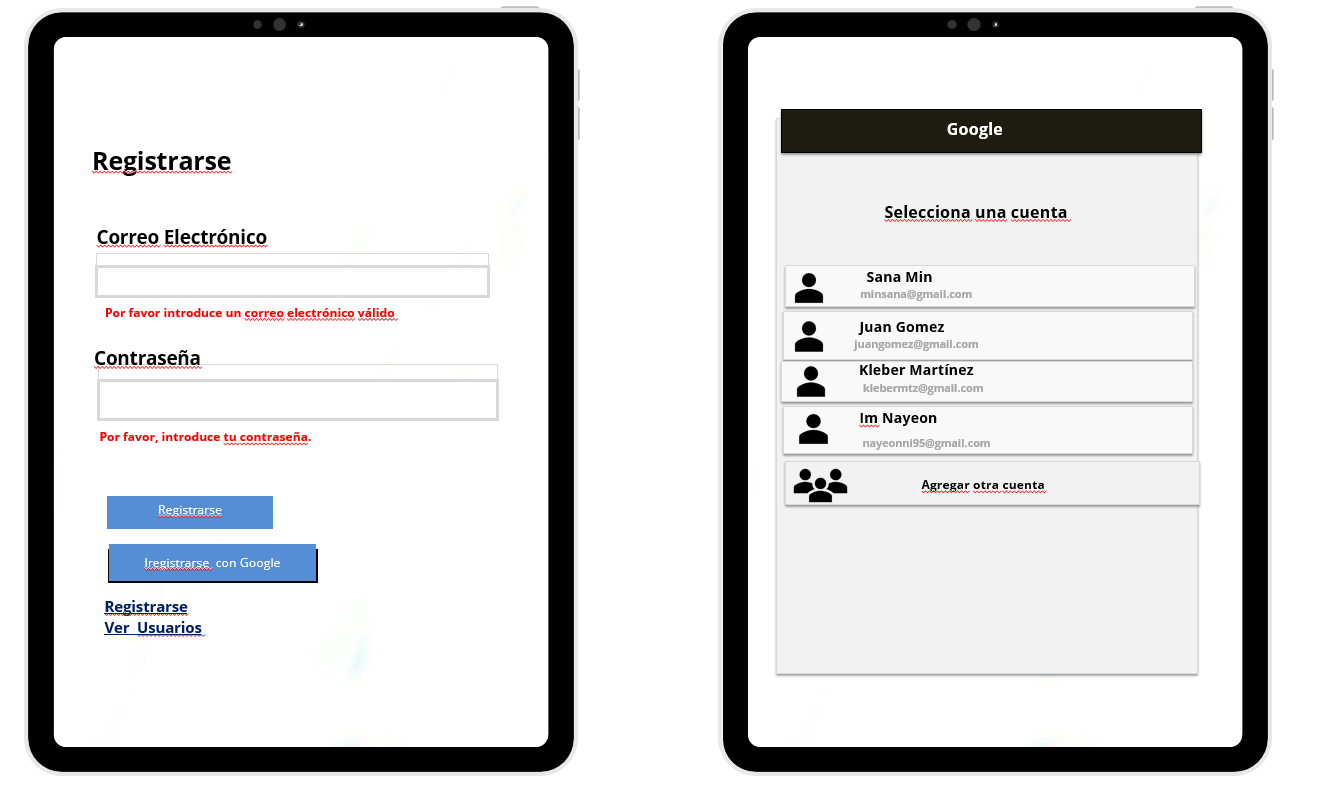 Registrarse
Correo Electrónico
Por favor introduce un correo electrónico válido
Contraseña
Por favor, introduce tu contraseña.
Registrarse
Iregistrarse con Google
Registrarse
Ver Usuarios
Google
Selecciona una cuenta
Sana Min
minsana@gmail.com
Juan Gomez
juangomez@gmail.com
Kleber Martínez
klebermtz@gmail.com
Im Nayeon
nayeonni95@gmail.com
Agregar otra cuenta